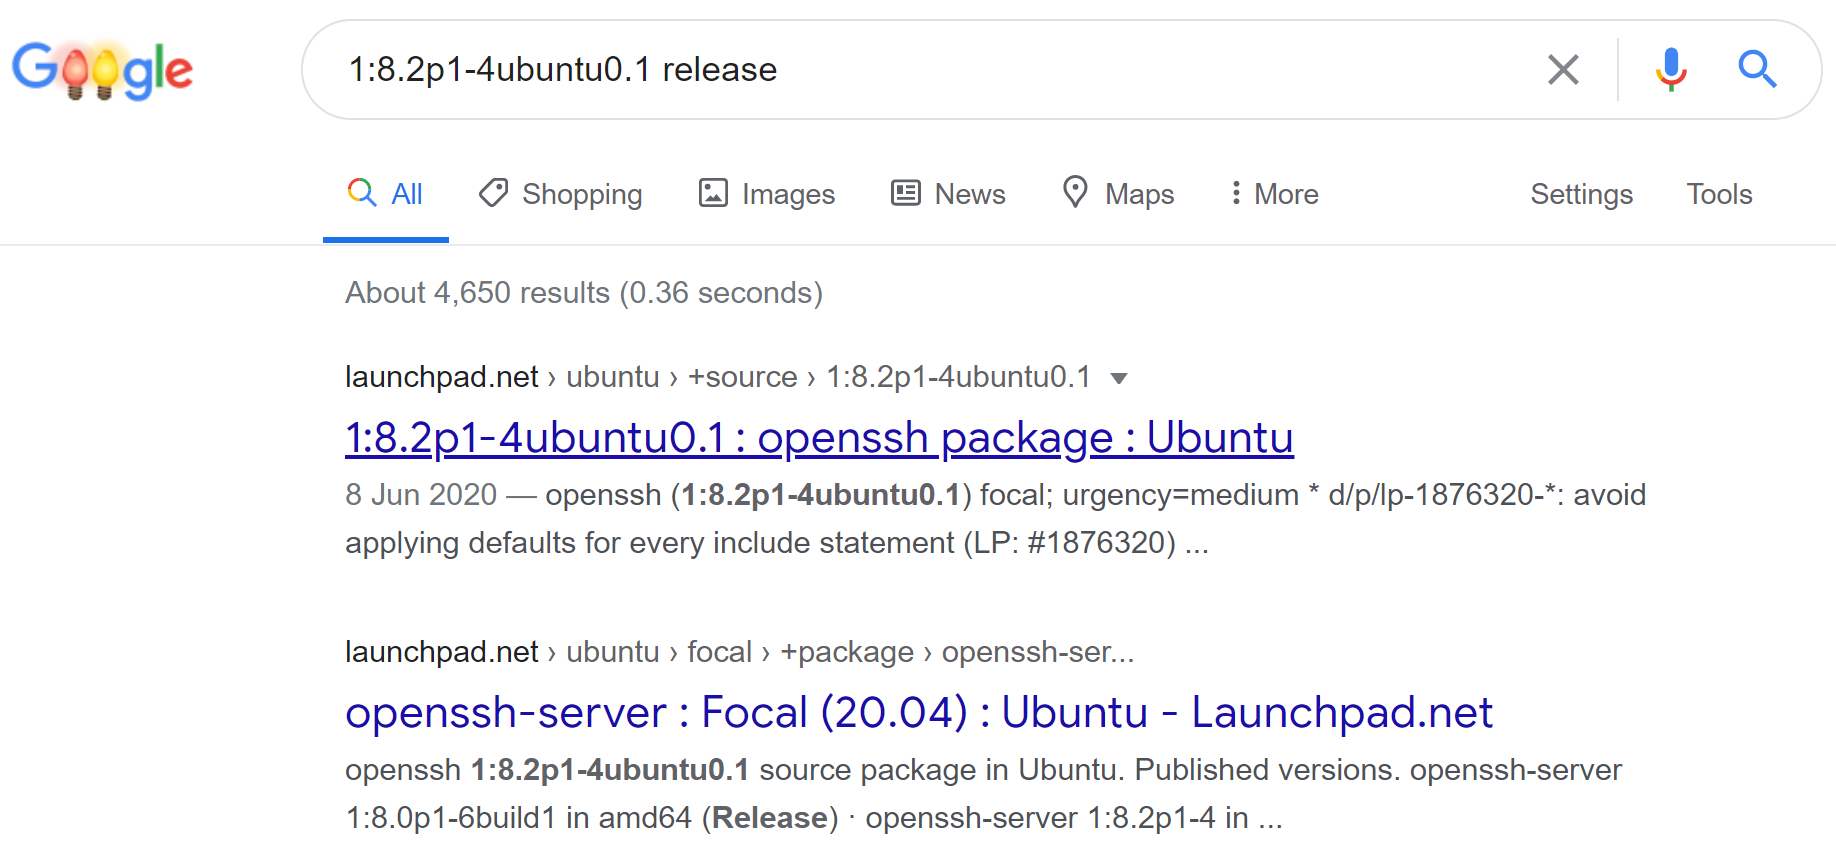 Google
1:8.2p1-4ubuntu0.1 release
All Shopping Images News Maps More Settings Tools
About 4,650 results (0.36 seconds)
launchpad.net › ubuntu › +source › 1:8.2p1-4ubuntu0.1
1:8.2p1-4ubuntu0.1 : openssh package : Ubuntu
8 Jun 2020 — openssh (1:8.2p1-4ubuntu0.1) focal; urgency=medium * d/p/lp-1876320-*: avoid
applying defaults for every include statement (LP: #1876320) ...
launchpad.net › ubuntu › focal › +package › openssh-ser...
openssh-server : Focal (20.04) : Ubuntu - Launchpad.net
openssh 1:8.2p1-4ubuntu0.1 source package in Ubuntu. Published versions. openssh-server
1:8.0p1-6build1 in amd64 (Release) · openssh-server 1:8.2p1-4 in ...